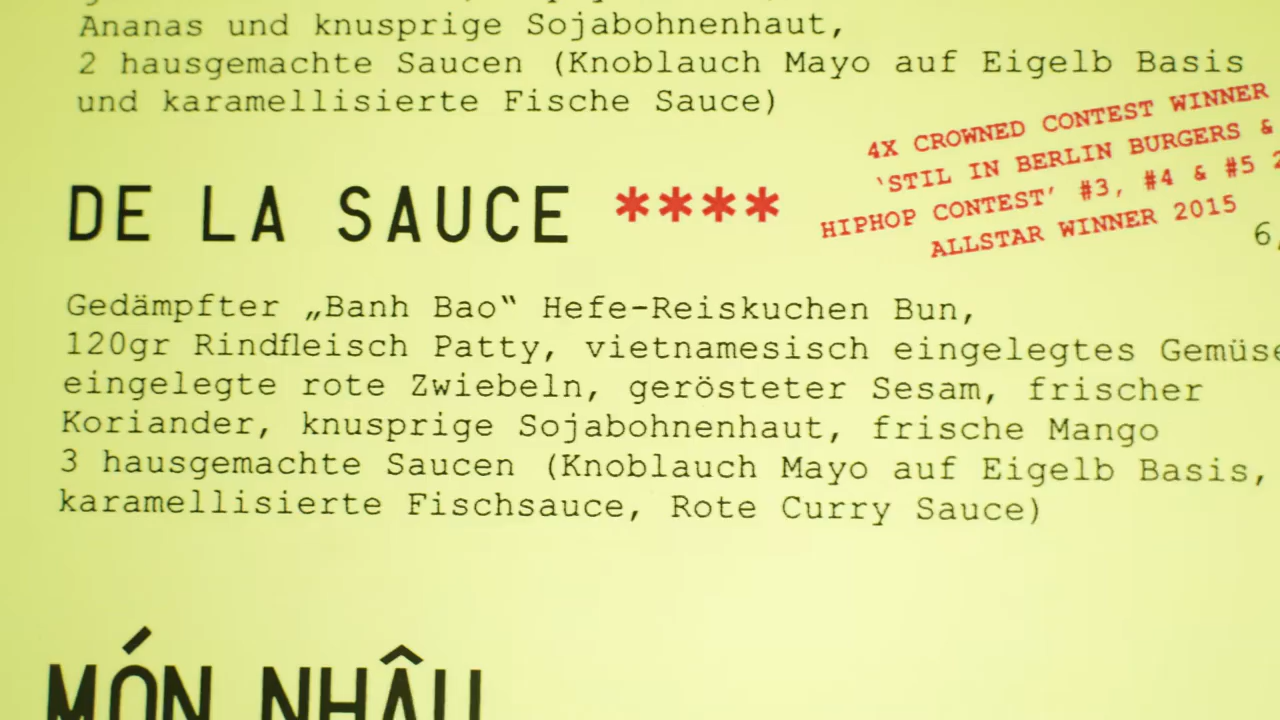 Ananas und knusprige Sojabohnenhaut,
2 hausgemachte Saucen (Knoblauch Mayo auf Eigelb Basis
und karamellisierte Fische Sauce)
4X CROWNED CONTEST WINNER
‘STIL IN BERLIN BURGERS &
HIPHOP CONTEST’ #3, #4 & #5 2
ALLSTAR WINNER 2015
DE LA SAUCE ****
6,
Gedämpfter „Banh Bao‟ Hefe-Reiskuchen Bun,
120gr Rindfleisch Patty, vietnamesisch eingelegtes Gemüse
eingelegte rote Zwiebeln, gerösteter Sesam, frischer
Koriander, knusprige Sojabohnenhaut, frische Mango
3 hausgemachte Saucen (Knoblauch Mayo auf Eigelb Basis,
karamellisierte Fischsauce, Rote Curry Sauce)
MÓN NHÂU